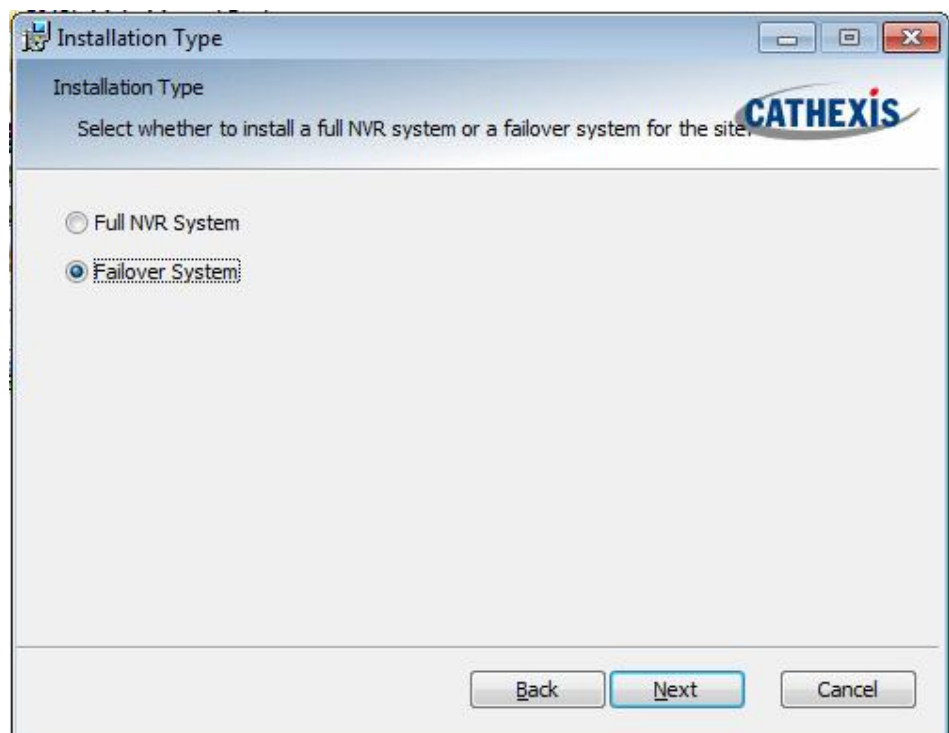 Installation Type
Installation Type
Select whether to install a full NVR system or a failover system for the site.
CATHEXIS
Full NVR System
Failover System
Back
Next
Cancel